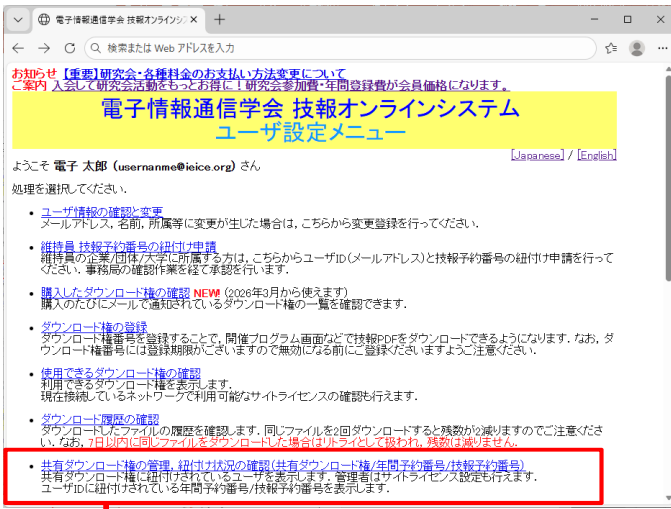 電子情報通信学会 技報オンラインシ
検索または Web アドレスを入力
お知らせ 【重要】研究会・各種料金のお支払い方法変更について
ご案内 入会して研究会活動をもっとお得に！研究会参加費・年間登録費が会員価格になります。
電子情報通信学会 技報オンラインシステム
ユーザ設定メニュー
[Japanese] / [English]
ようこそ 電子 太郎 (usernanme@ieice.org) さん
処理を選択してください.
• ユーザ情報の確認と変更
メールアドレス, 名前, 所属等に変更が生じた場合は, こちらから変更登録を行ってください.
• 維持員 技報予約番号の紐付け申請
維持員の企業/団体/大学に所属する方は, こちらからユーザID(メールアドレス)と技報予約番号の紐付け申請を行って
ください. 事務局の確認作業を経て承認を行います.
• 購入したダウンロード権の確認 NEW! (2026年3月から使えます)
購入のたびにメールで通知されているダウンロード権の一覧を確認できます.
• ダウンロード権の登録
ダウンロード権番号を登録することで, 開催プログラム画面などで技報PDFをダウンロードできるようになります. なお, ダ
ウンロード権番号には登録期限がございますので無効になる前にご登録くださいますようご注意ください.
• 使用できるダウンロード権の確認
利用できるダウンロード権を表示します.
現在接続しているネットワークで利用可能なサイトライセンスの確認も行えます.
• ダウンロード履歴の確認
ダウンロードしたファイルの履歴を確認します. 同じファイルを2回ダウンロードすると残数が2減りますのでご注意くださ
い. なお, 7日以内に同じファイルをダウンロードした場合はリトライとして扱われ, 残数は減りません.
• 共有ダウンロード権の管理, 紐付け状況の確認(共有ダウンロード権/年間予約番号/技報予約番号)
共有ダウンロード権に紐付けされているユーザを表示します. 管理者はサイトライセンス設定も行えます.
ユーザIDに紐付けされている年間予約番号/技報予約番号を表示します.